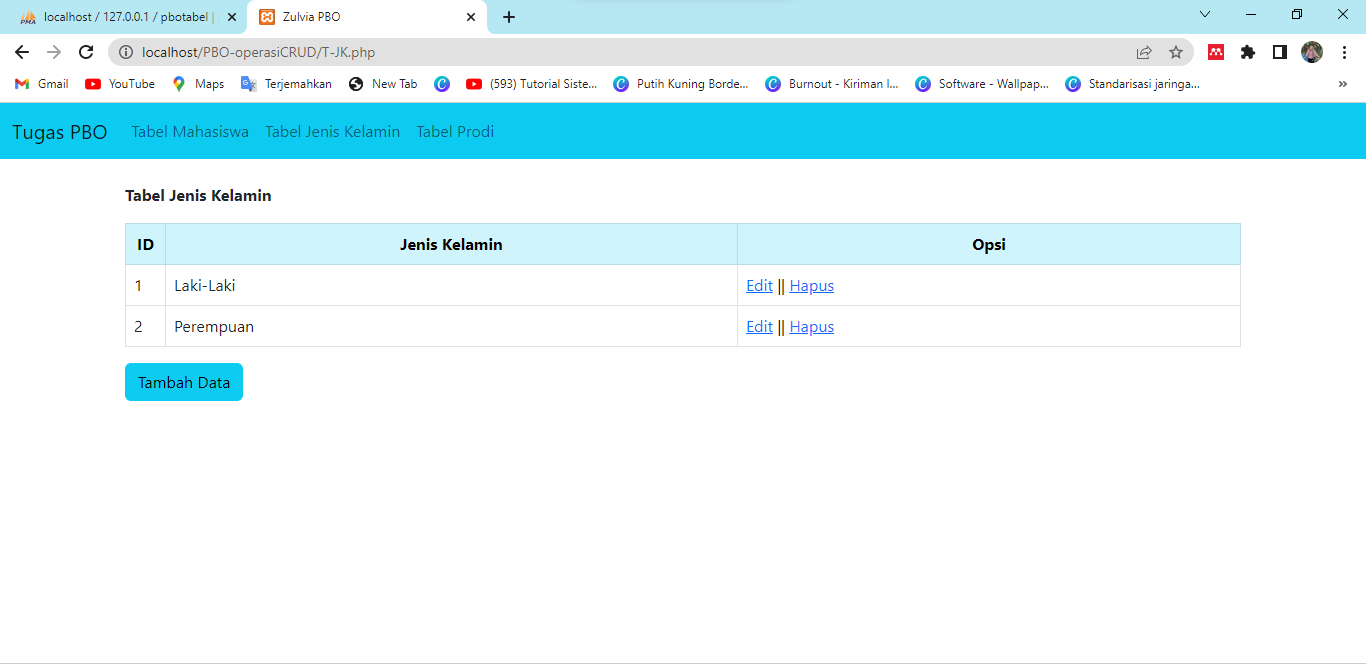 localhost / 127.0.0.1 / pbotabel |
Zulvia PBO
localhost/PBO-operasiCRUD/T-JK.php
Gmail YouTube Maps Terjemahkan New Tab (593) Tutorial Siste... Putih Kuning Borde... Burnout - Kiriman I... Software - Wallpap... Standarisasi jaringa... »
Tugas PBO Tabel Mahasiswa Tabel Jenis Kelamin Tabel Prodi
Tabel Jenis Kelamin
ID Jenis Kelamin Opsi
1 Laki-Laki Edit || Hapus
2 Perempuan Edit || Hapus
Tambah Data